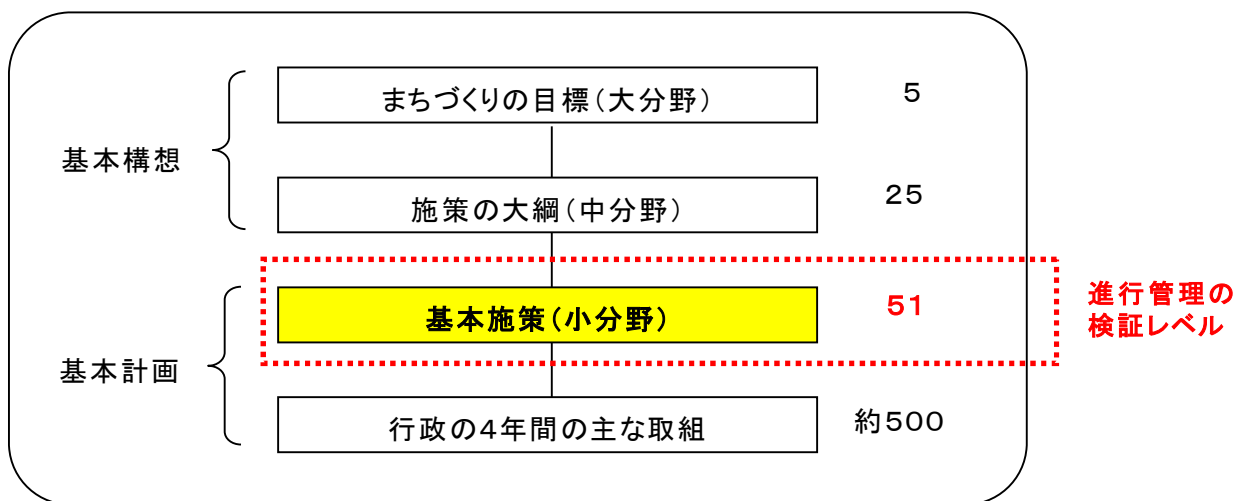 まちづくりの目標（大分野）
５
基本構想
施策の大綱（中分野）
２５
基本施策（小分野）
５１
進行管理の
検証レベル
基本計画
行政の４年間の主な取組
約５００